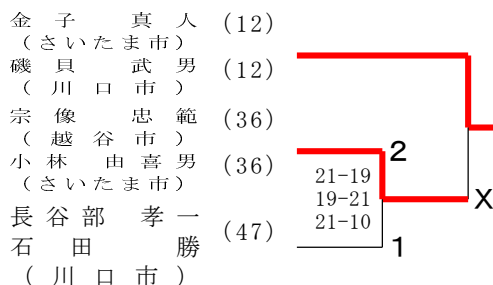 金子 真人 (12)
(さいたま市)
磯貝 武男 (12)
(川口市)
宗像 忠範 (36)
(越谷市)
小林 由喜男 (36)
(さいたま市)
長谷部 孝一
石田 勝
(47)
(川口市)
2
21-19
19-21
21-10
1
X